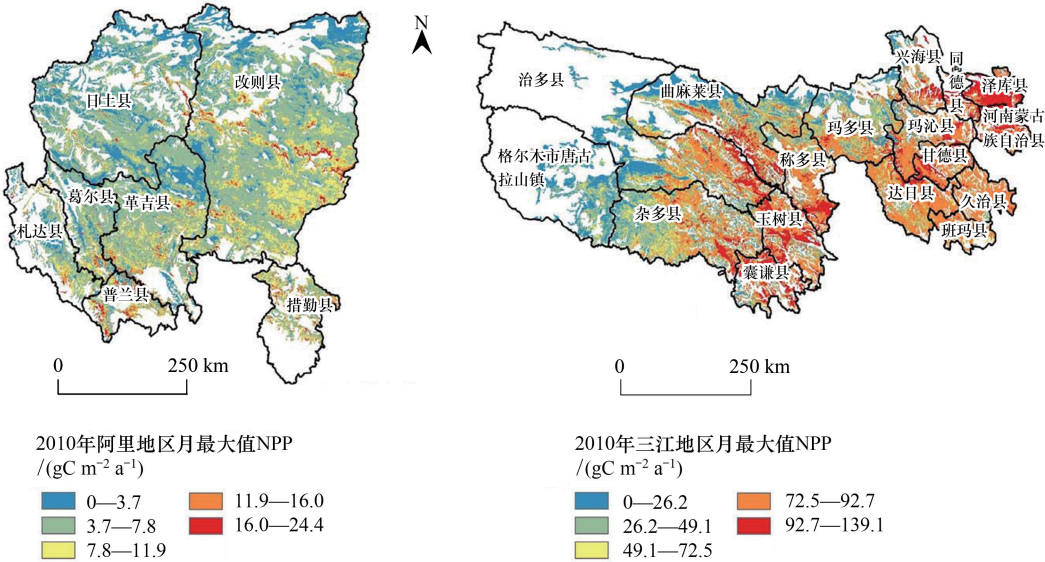 N
改则县
日土县
葛尔县
革吉县
札达县
普兰县
措勤县
0 250 km
2010年阿里地区月最大值NPP
/(gC m⁻² a⁻¹)
0—3.7
3.7—7.8
7.8—11.9
11.9—16.0
16.0—24.4
治多县
曲麻莱县
格尔木市唐古
拉山镇
杂多县
称多县
玉树县
囊谦县
玛多县
兴海县
同德县
泽库县
河南蒙古
族自治县
玛沁县
甘德县
达日县
久治县
班玛县
0 250 km
2010年三江地区月最大值NPP
/(gC m⁻² a⁻¹)
0—26.2
26.2—49.1
49.1—72.5
72.5—92.7
92.7—139.1